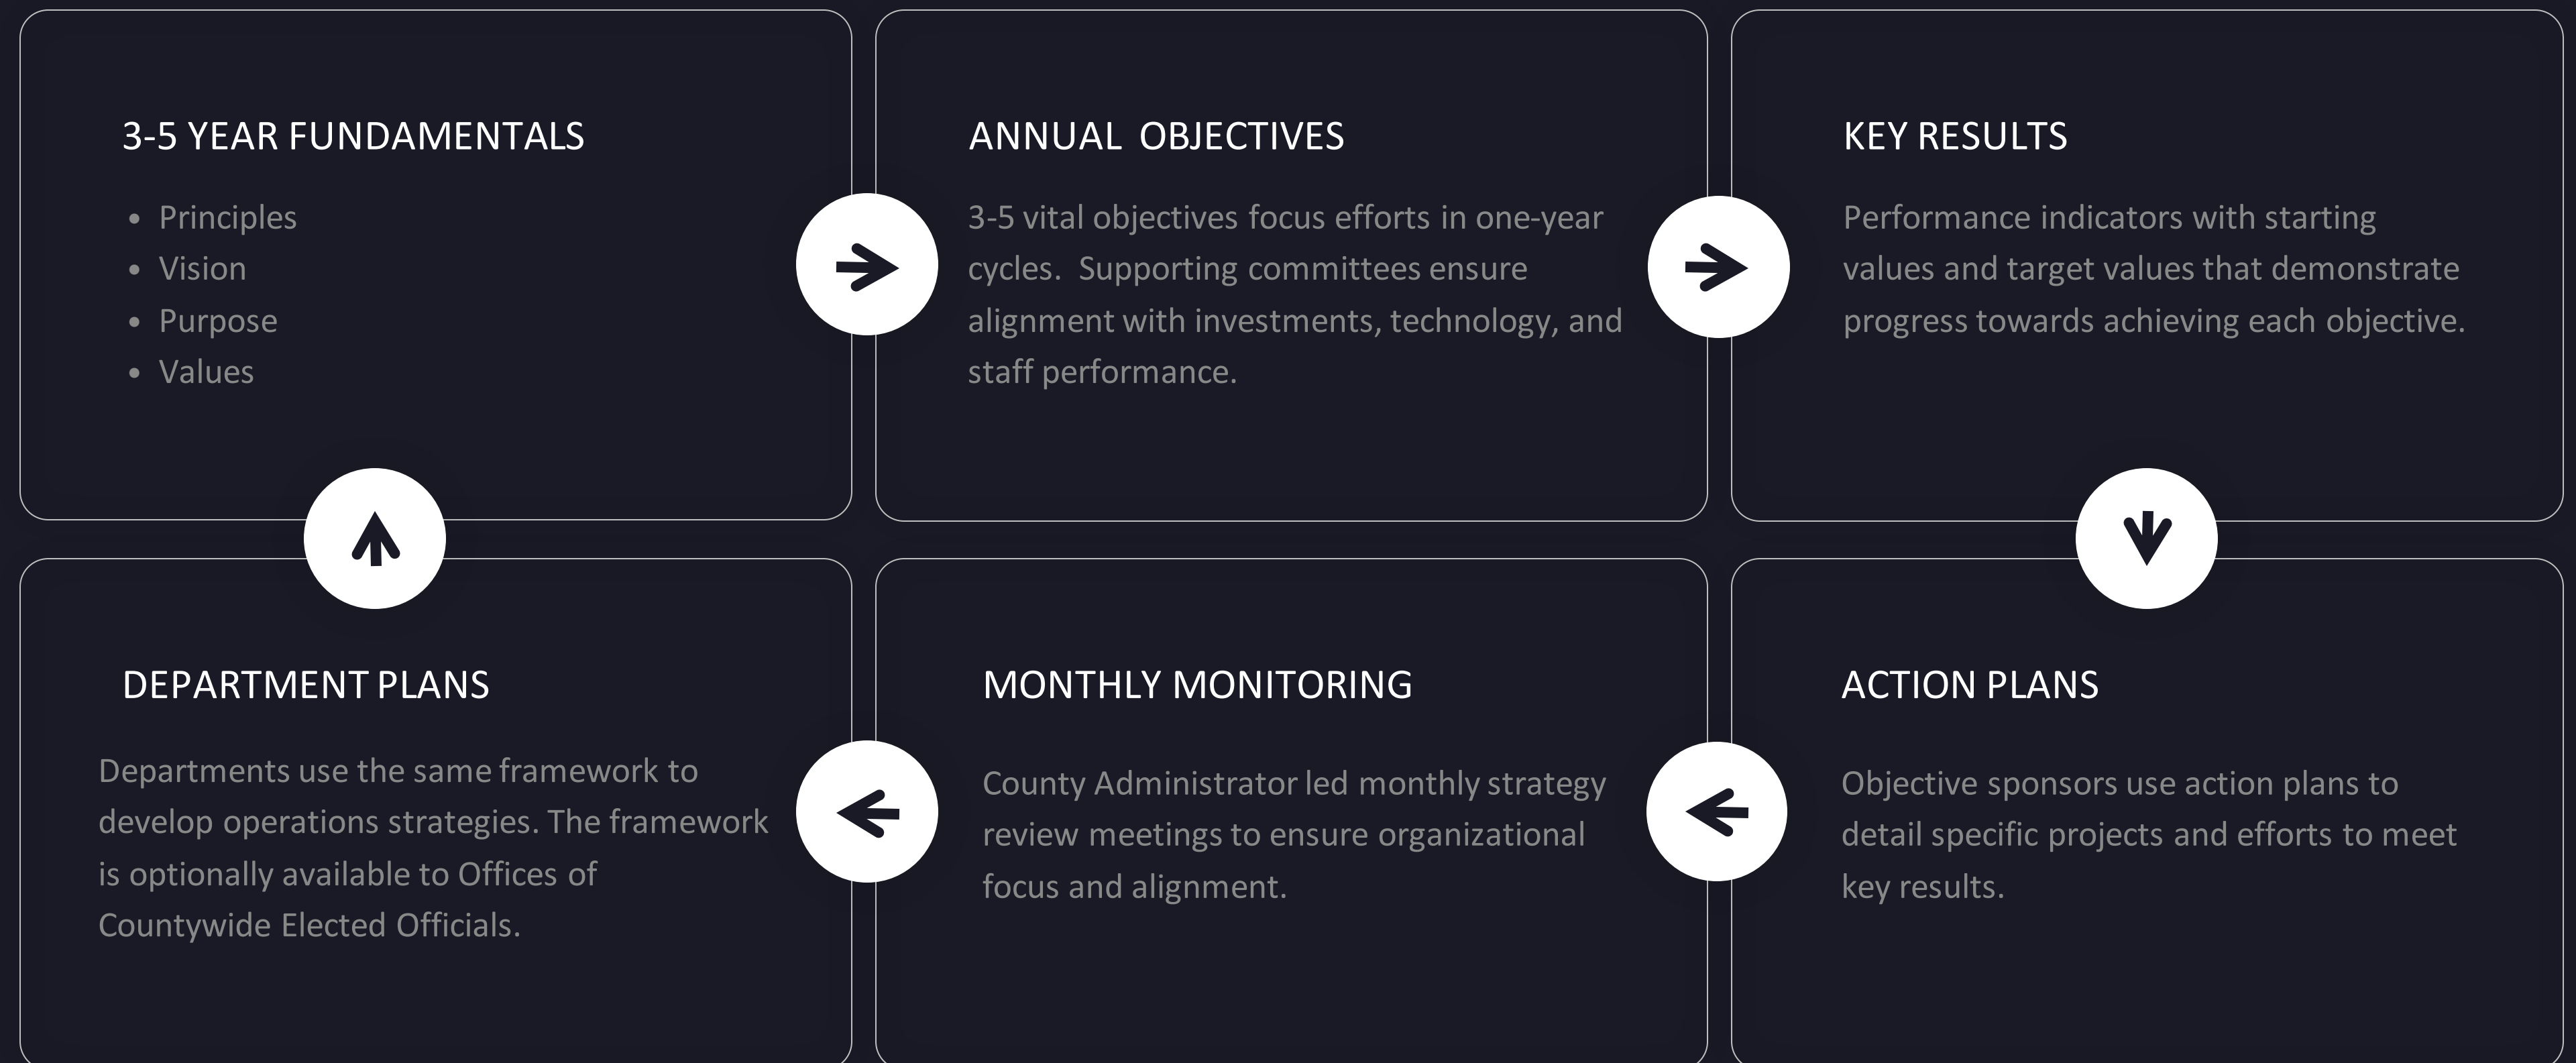 3-5 YEAR FUNDAMENTALS
• Principles
• Vision
• Purpose
• Values
ANNUAL OBJECTIVES
3-5 vital objectives focus efforts in one-year
cycles. Supporting committees ensure
alignment with investments, technology, and
staff performance.
KEY RESULTS
Performance indicators with starting
values and target values that demonstrate
progress towards achieving each objective.
DEPARTMENT PLANS
Departments use the same framework to
develop operations strategies. The framework
is optionally available to Offices of
Countywide Elected Officials.
MONTHLY MONITORING
County Administrator led monthly strategy
review meetings to ensure organizational
focus and alignment.
ACTION PLANS
Objective sponsors use action plans to
detail specific projects and efforts to meet
key results.